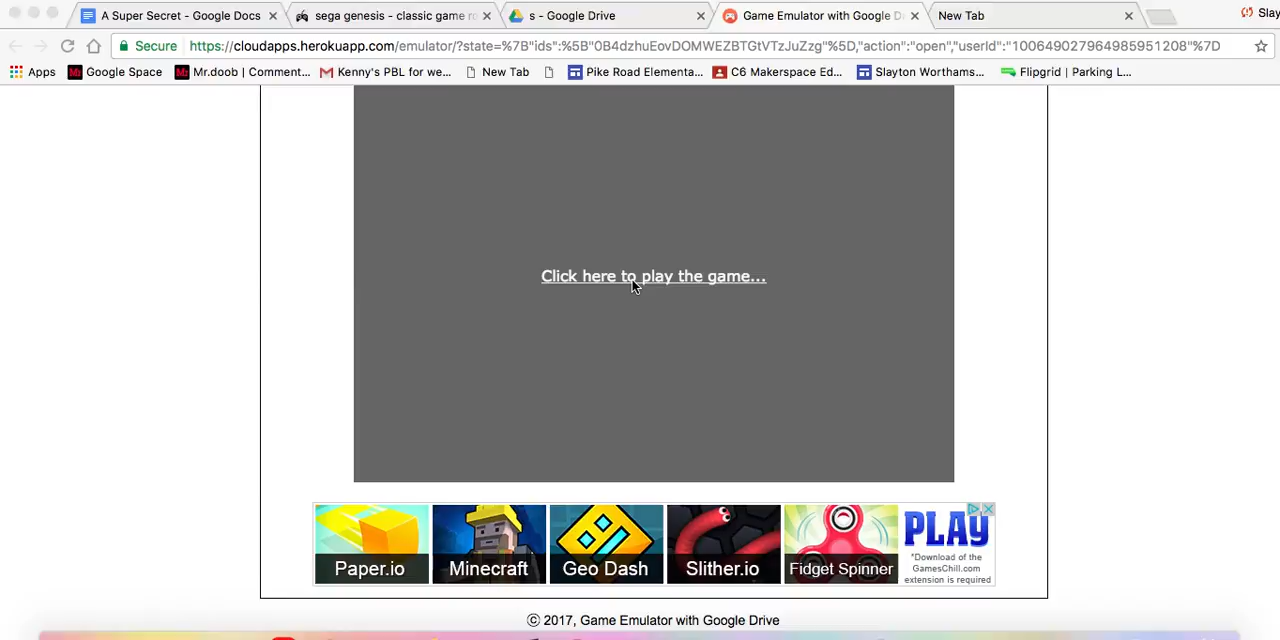 A Super Secret - Google Docs
sega genesis - classic game ro
s - Google Drive
Game Emulator with Google D
New Tab
Slay
Secure
https://cloudapps.herokuapp.com/emulator/?state=%7B"ids":%5B"0B4dzhuEovDOMWEZBTGtVTzJuZzg"%5D,"action":"open","userId":"100649027964985951208"%7D
Apps
Google Space
Mr.doob | Comment...
Kenny's PBL for we...
New Tab
Pike Road Elementa...
C6 Makerspace Ed...
Slayton Worthams...
Flipgrid | Parking L...
Click here to play the game...
Paper.io
Minecraft
Geo Dash
Slither.io
Fidget Spinner
PLAY
"Download of the
GamesChill.com
extension is required
© 2017, Game Emulator with Google Drive